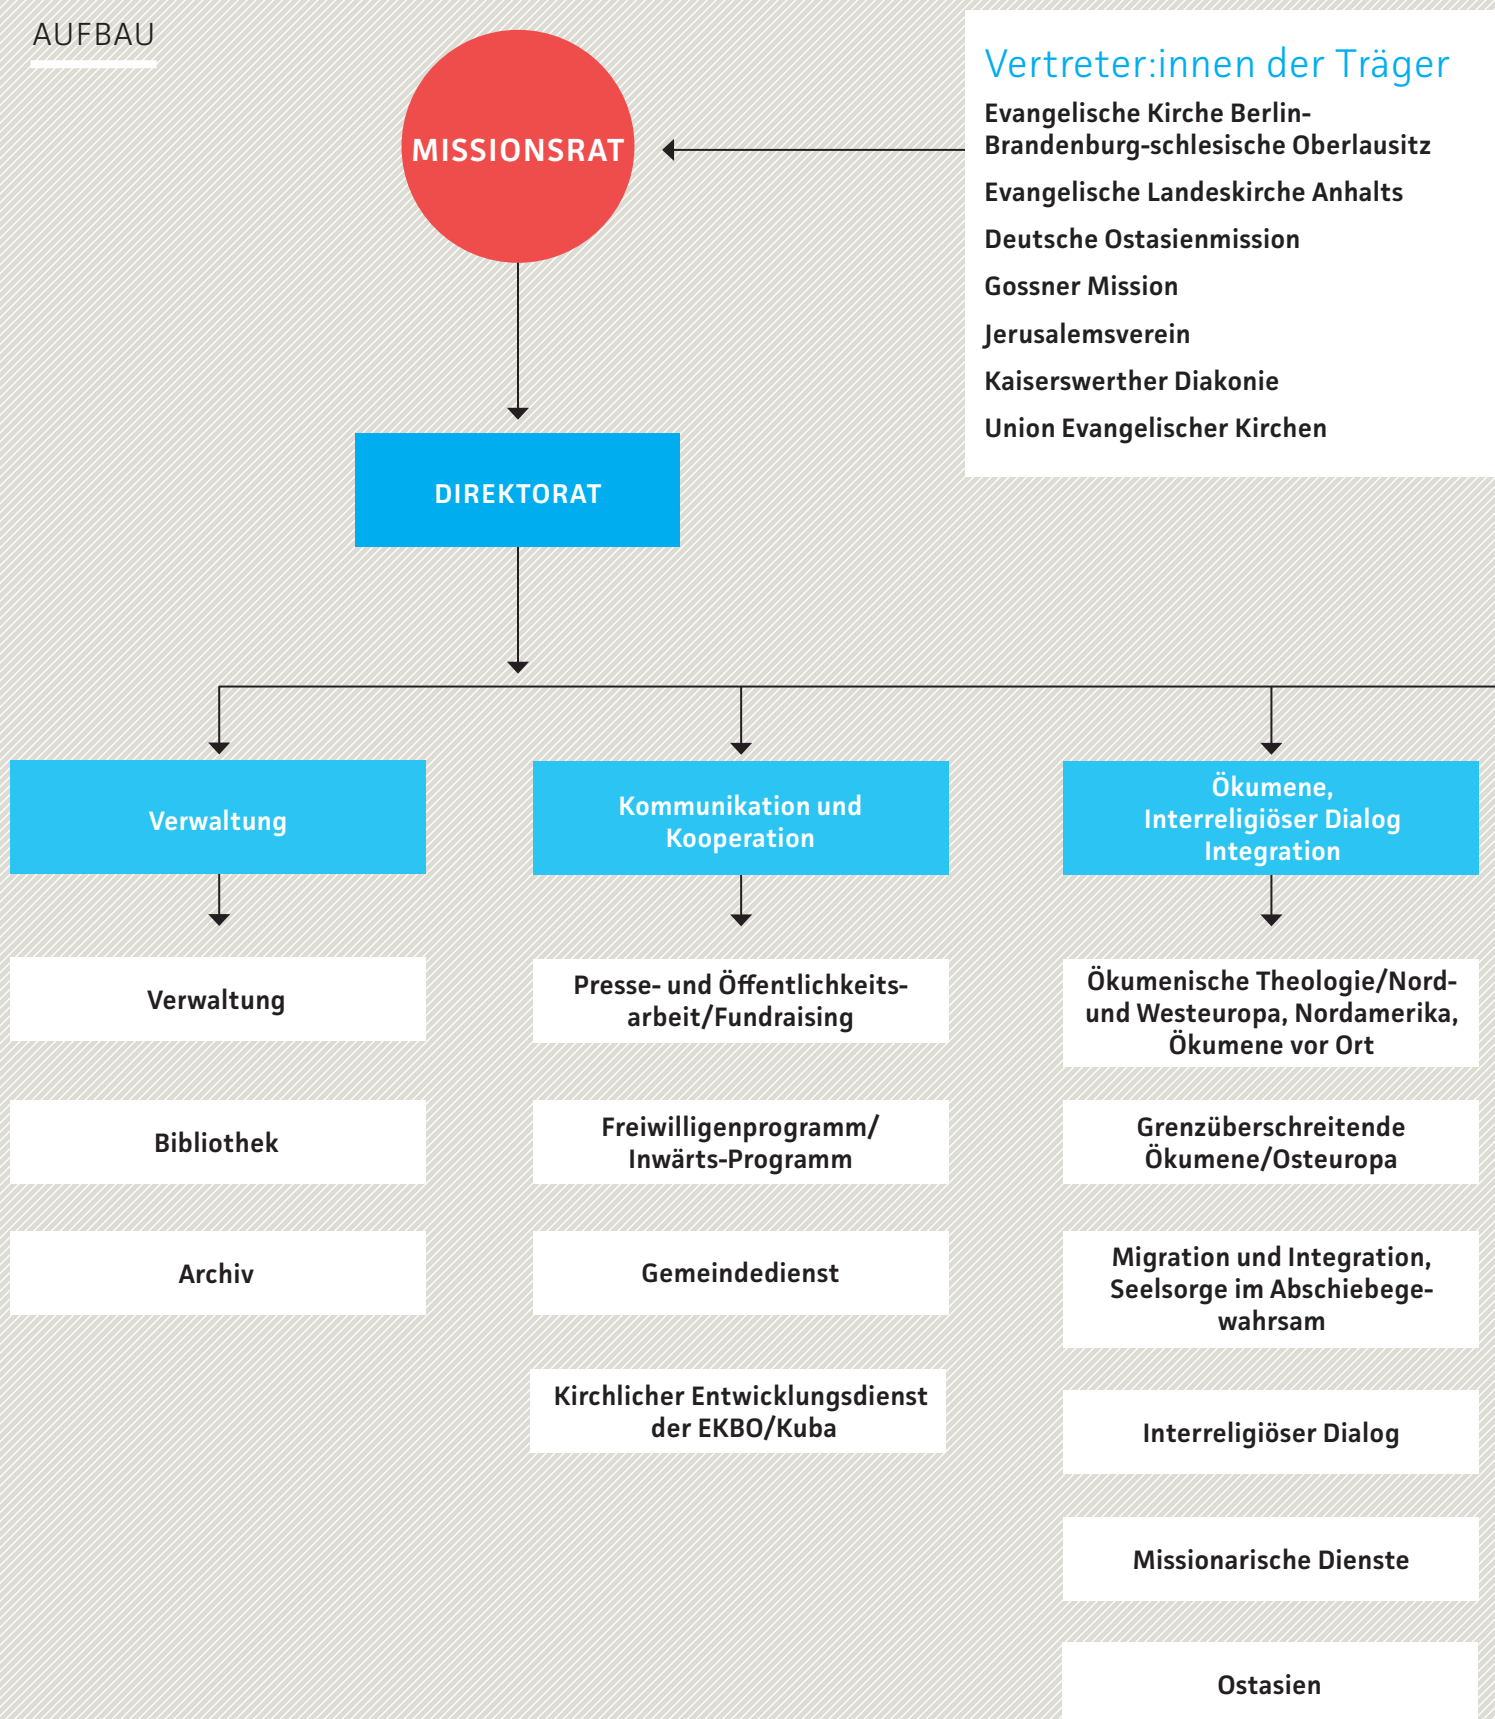 AUFBAU
MISSIONSRAT
Vertreter:innen der Träger
Evangelische Kirche Berlin-
Brandenburg-schlesische Oberlausitz
Evangelische Landeskirche Anhalts
Deutsche Ostasienmission
Gossner Mission
Jerusalemsverein
Kaiserswerther Diakonie
Union Evangelischer Kirchen
DIREKTORAT
Verwaltung
Verwaltung
Bibliothek
Archiv
Kommunikation und
Kooperation
Presse- und Öffentlichkeits-
arbeit/Fundraising
Freiwilligenprogramm/
Inwärts-Programm
Gemeindedienst
Kirchlicher Entwicklungsdienst
der EKBO/Kuba
Ökumene,
Interreligiöser Dialog
Integration
Ökumenische Theologie/Nord-
und Westeuropa, Nordamerika,
Ökumene vor Ort
Grenzüberschreitende
Ökumene/Osteuropa
Migration und Integration,
Seelsorge im Abschiebege-
wahrsam
Interreligiöser Dialog
Missionarische Dienste
Ostasien